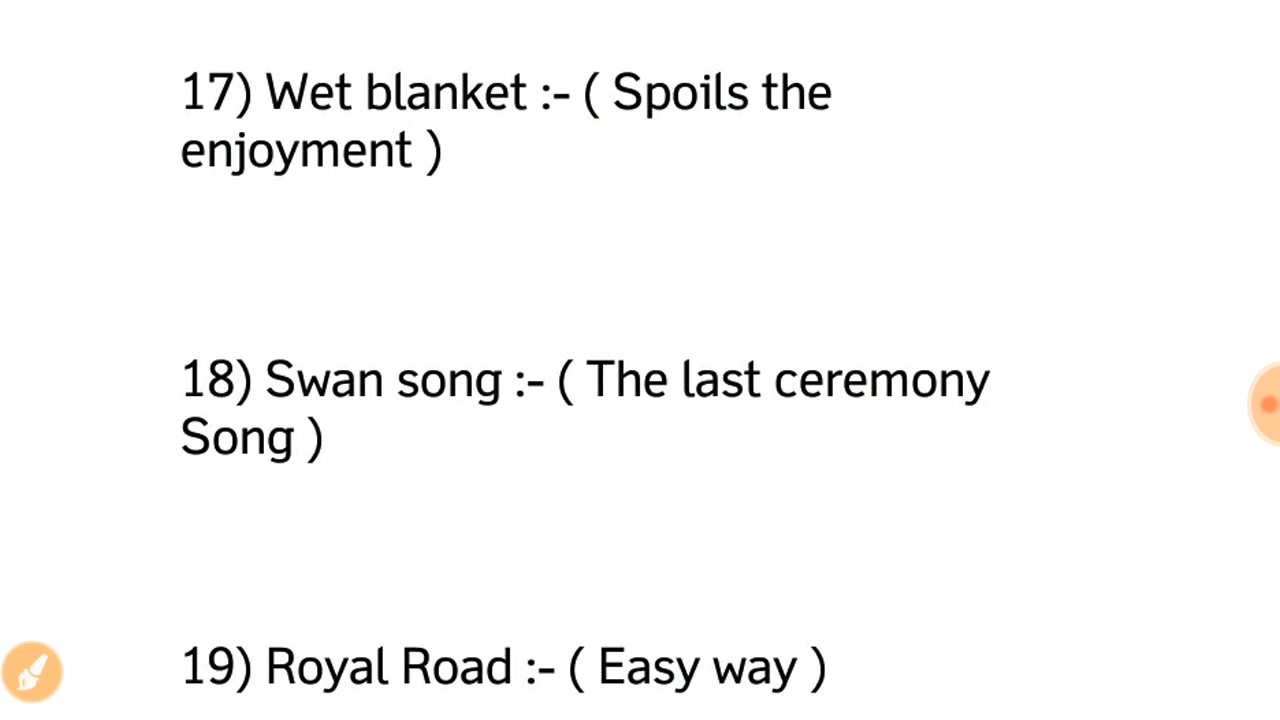 17) Wet blanket :- ( Spoils the
enjoyment )
18) Swan song :- ( The last ceremony
Song )
19) Royal Road :- ( Easy way )